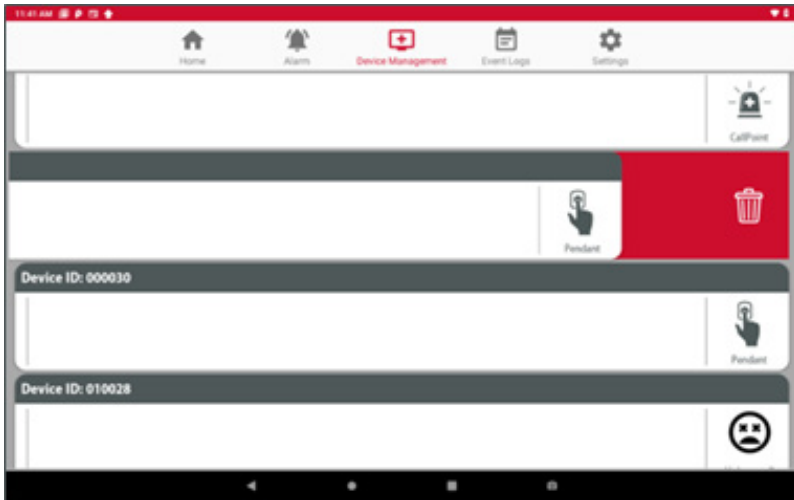 11:41 AM
Home
Alarm
Device Management
Event Logs
Settings
CallPoint
Pendant
Device ID: 000030
Pendant
Device ID: 010028